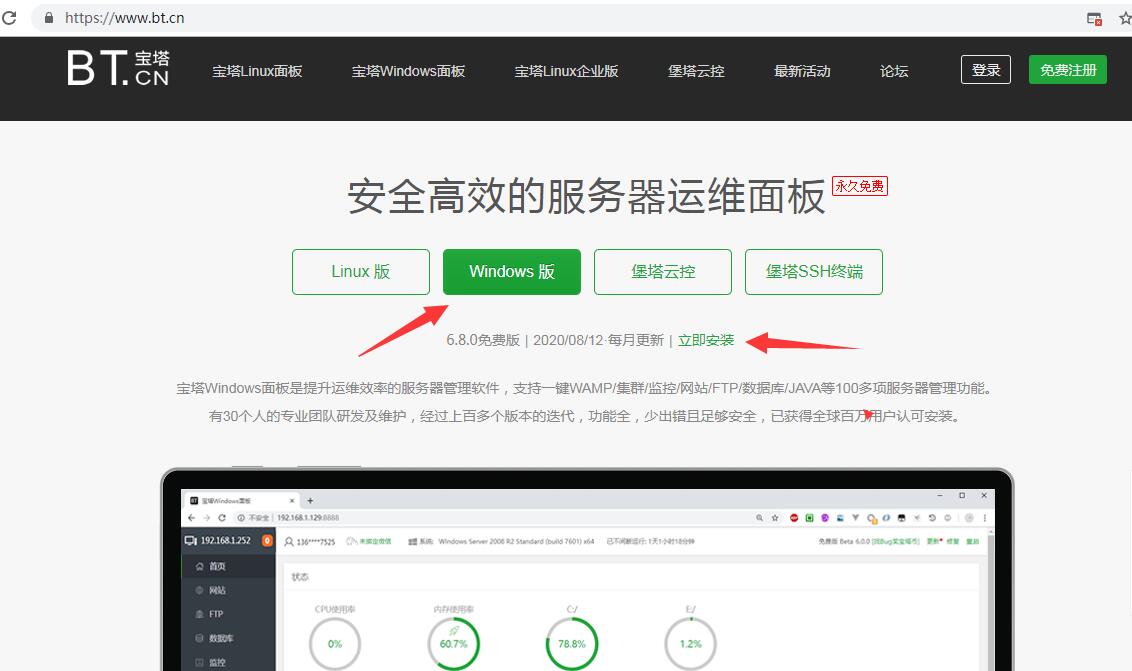 https://www.bt.cn
BT.宝塔CN 宝塔Linux面板 宝塔Windows面板 宝塔Linux企业版 堡塔云控 最新活动 论坛 登录 免费注册
安全高效的服务器运维面板 永久免费
Linux 版 Windows 版 堡塔云控 堡塔SSH终端
6.8.0免费版 | 2020/08/12·每月更新 | 立即安装
宝塔Windows面板是提升运维效率的服务器管理软件，支持一键WAMP/集群/监控/网站/FTP/数据库/JAVA等100多项服务器管理功能。
有30个人的专业团队研发及维护，经过上百多个版本的迭代，功能全，少出错且足够安全，已获得全球百万用户认可安装。
BT 宝塔Windows面板
不安全 | 192.168.1.129:8888
192.168.1.252 0 136****7525 未绑定微信 系统: Windows Server 2008 R2 Standard (build 7601) x64 已不间断运行: 1天1小时18分钟 免费版 Beta 6.0.0 [找Bug奖宝塔币] 更新 修复 重启
首页 状态
网站 CPU使用率 内存使用率 C:/ E:/
FTP
数据库 0% 60.7% 78.8% 1.2%
监控